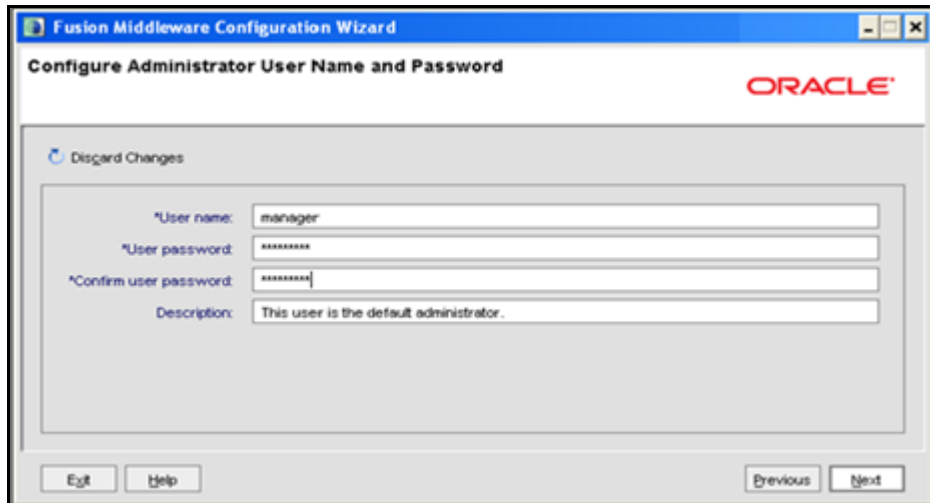 Fusion Middleware Configuration Wizard
Configure Administrator User Name and Password
ORACLE
Discard Changes
*User name: manager
*User password: *********
*Confirm user password: *********
Description: This user is the default administrator.
Exit Help Previous Next